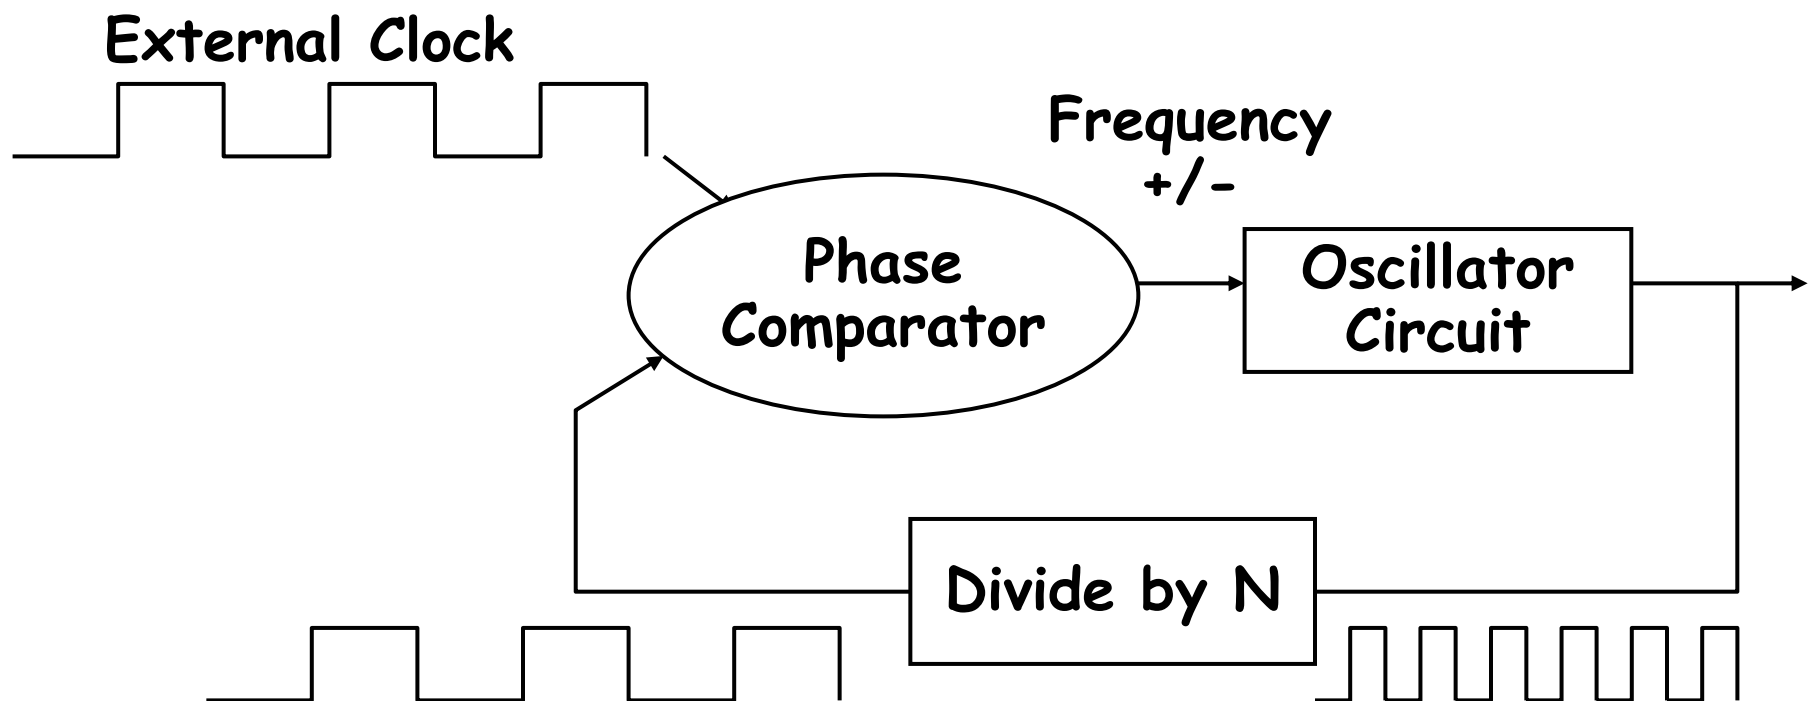 External Clock
Frequency
+/-
Phase
Comparator
Oscillator
Circuit
Divide by N